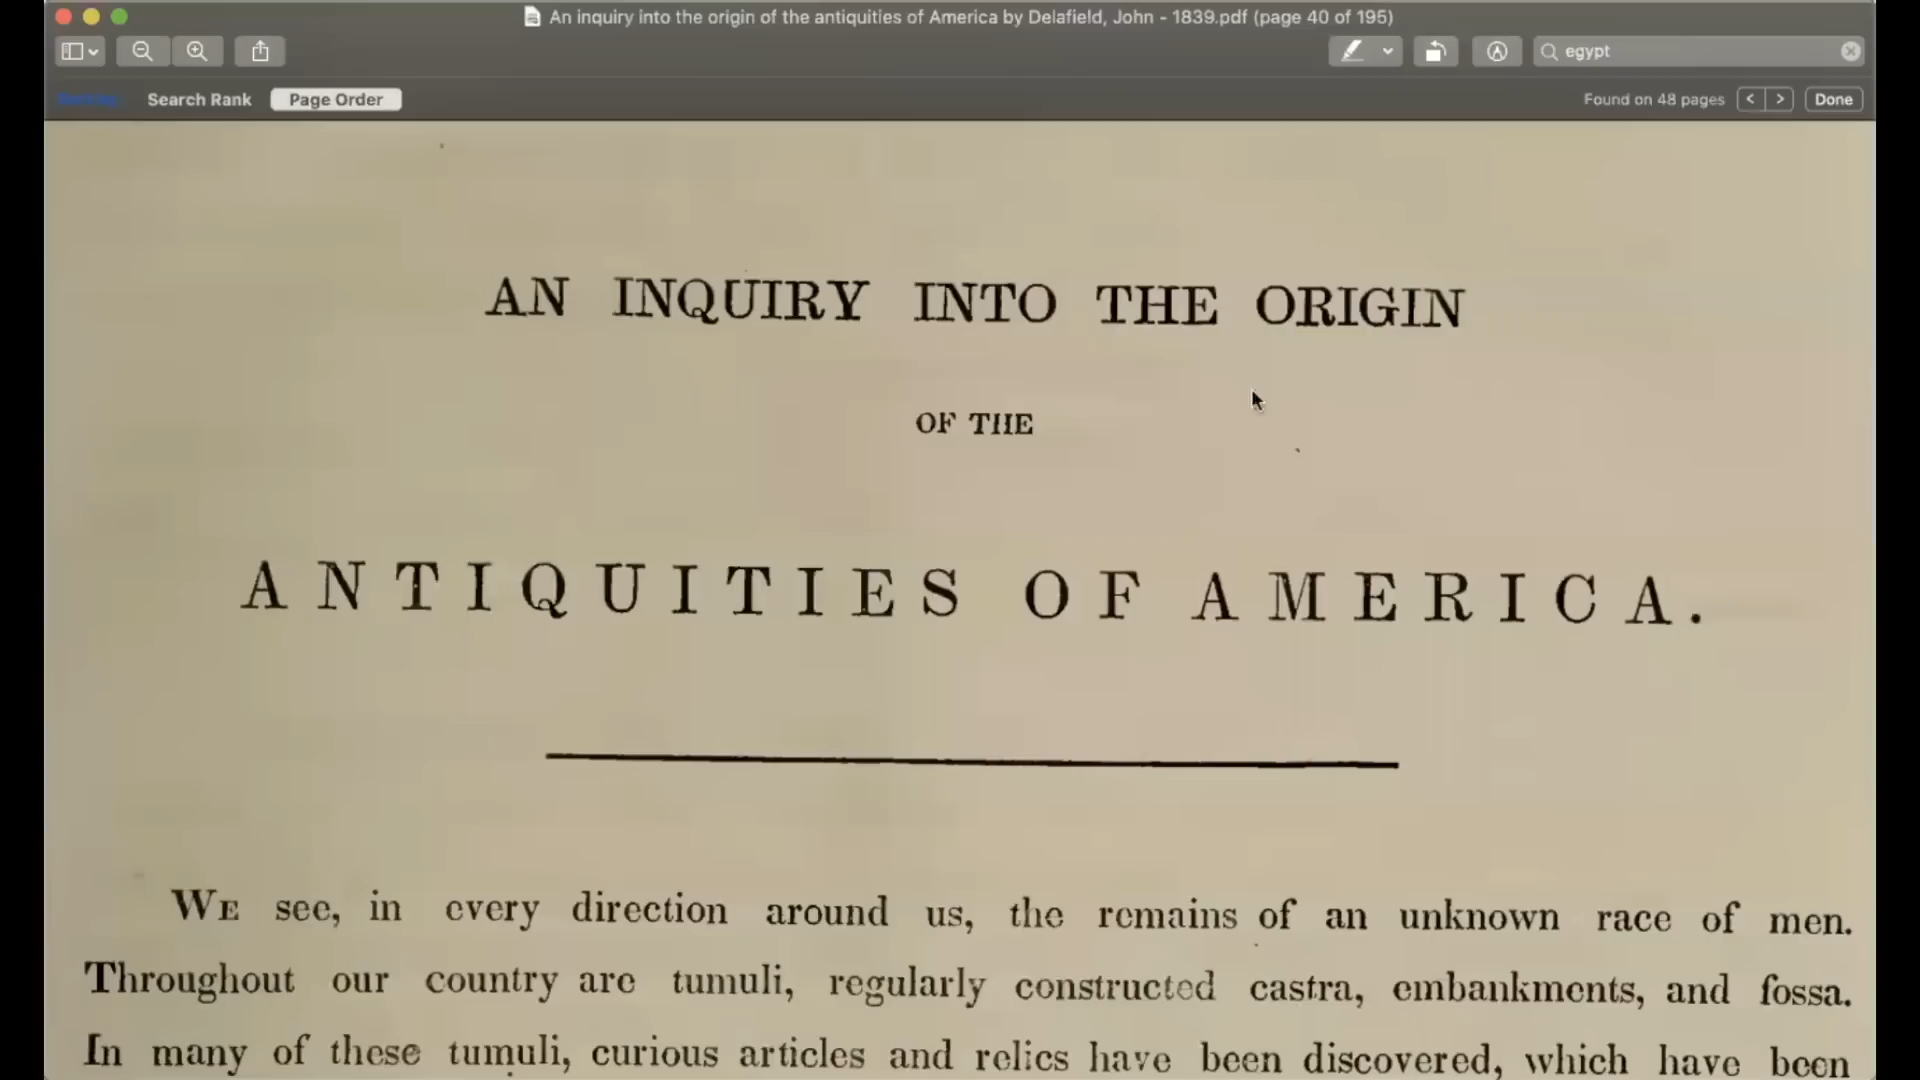 An inquiry into the origin of the antiquities of America by Delafield, John - 1839.pdf (page 40 of 195)
egypt
Search Rank
Page Order
Found on 48 pages
Done
AN INQUIRY INTO THE ORIGIN
OF THE
ANTIQUITIES OF AMERICA.
WE see, in every direction around us, the remains of an unknown race of men.
Throughout our country are tumuli, regularly constructed castra, embankments, and fossa.
In many of these tumuli, curious articles and relics have been discovered, which have been